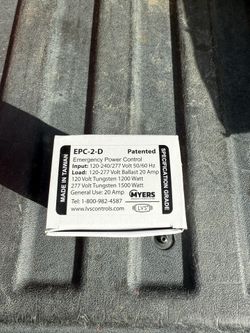 EPC-2-D Patented
Emergency Power Control
Input: 120-240/277 Volt 50/60 Hz
Load: 120-277 Volt Ballast 20 Amp
120 Volt Tungsten 1200 Watt
277 Volt Tungsten 1500 Watt
General Use: 20 Amp
Tel: 1-800-982-4587
www.lvscontrols.com
MYERS
LVS
MADE IN TAIWAN
SPECIFICATION GRADE